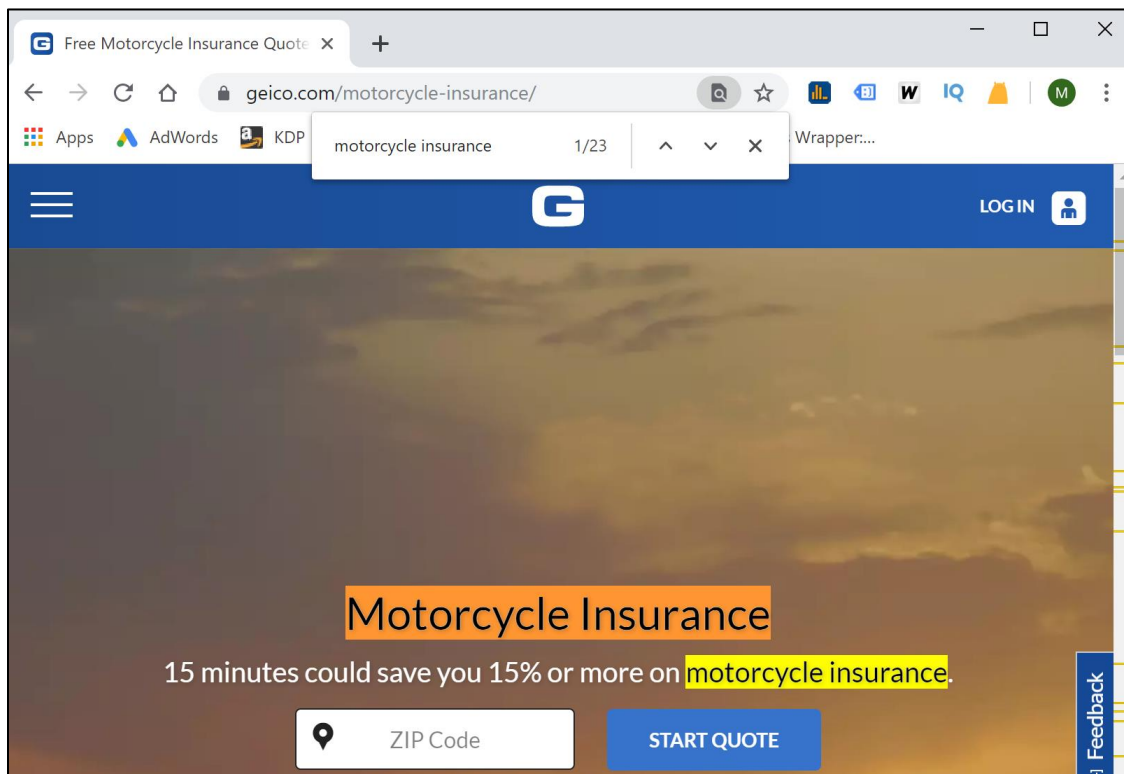 Free Motorcycle Insurance Quote
geico.com/motorcycle-insurance/
W IQ M
Apps AdWords KDP Wrapper:...
motorcycle insurance 1/23
G LOG IN
Motorcycle Insurance
15 minutes could save you 15% or more on motorcycle insurance.
ZIP Code START QUOTE
Feedback